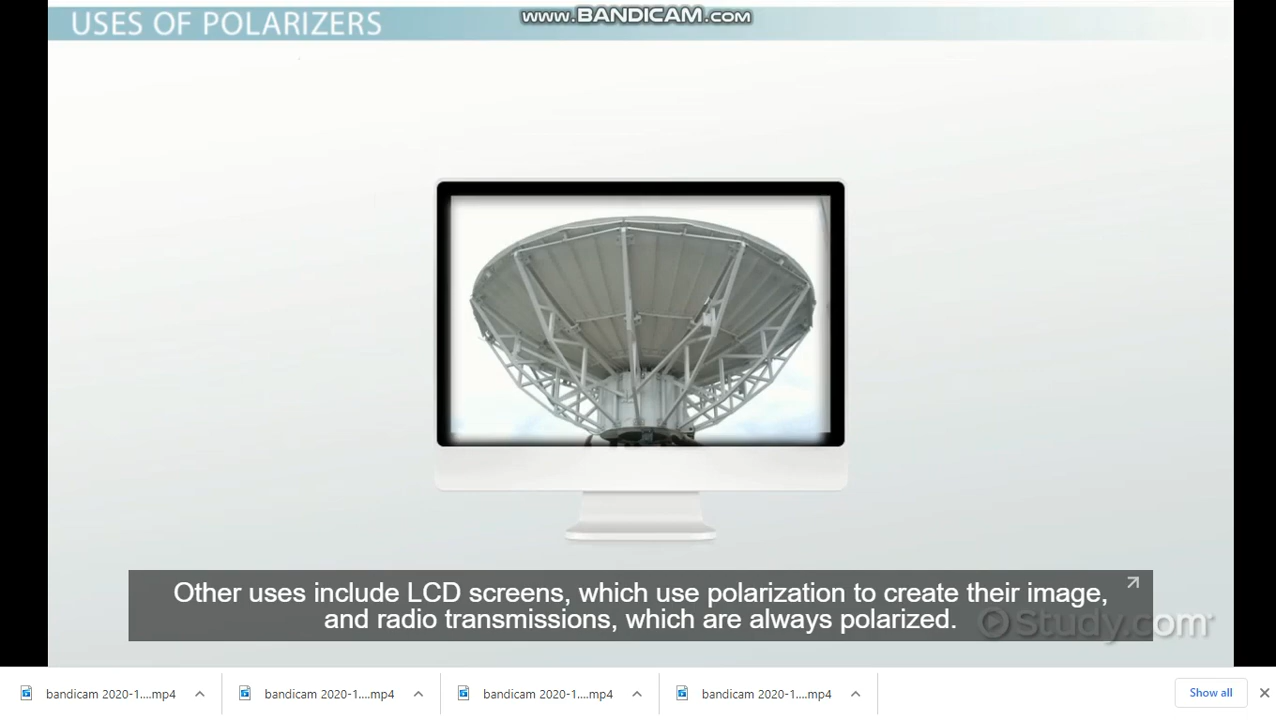 USES OF POLARIZERS
www.BANDICAM.com
Other uses include LCD screens, which use polarization to create their image,
and radio transmissions, which are always polarized.
Study.com
bandicam 2020-1....mp4
bandicam 2020-1....mp4
bandicam 2020-1....mp4
bandicam 2020-1....mp4
Show all